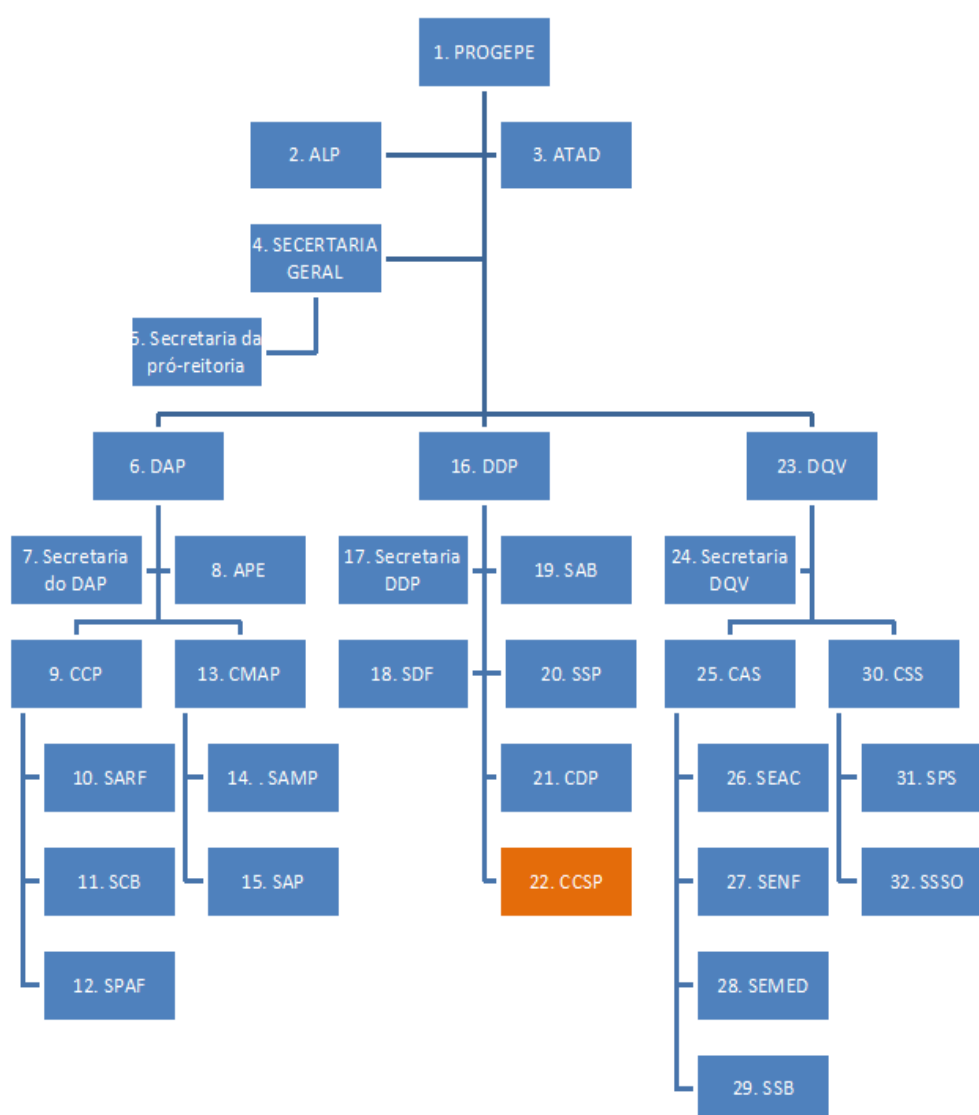 1. PROGEPE
2. ALP
3. ATAD
4. SECERTARIA
GERAL
5. Secretaria da
pró-reitoria
6. DAP
16. DDP
23. DQV
7. Secretaria
do DAP
8. APE
17. Secretaria
DDP
19. SAB
24. Secretaria
DQV
9. CCP
13. CMAP
18. SDF
20. SSP
25. CAS
30. CSS
10. SARF
14. . SAMP
21. CDP
26. SEAC
31. SPS
11. SCB
15. SAP
22. CCSP
27. SENF
32. SSSO
12. SPAF
28. SEMED
29. SSB